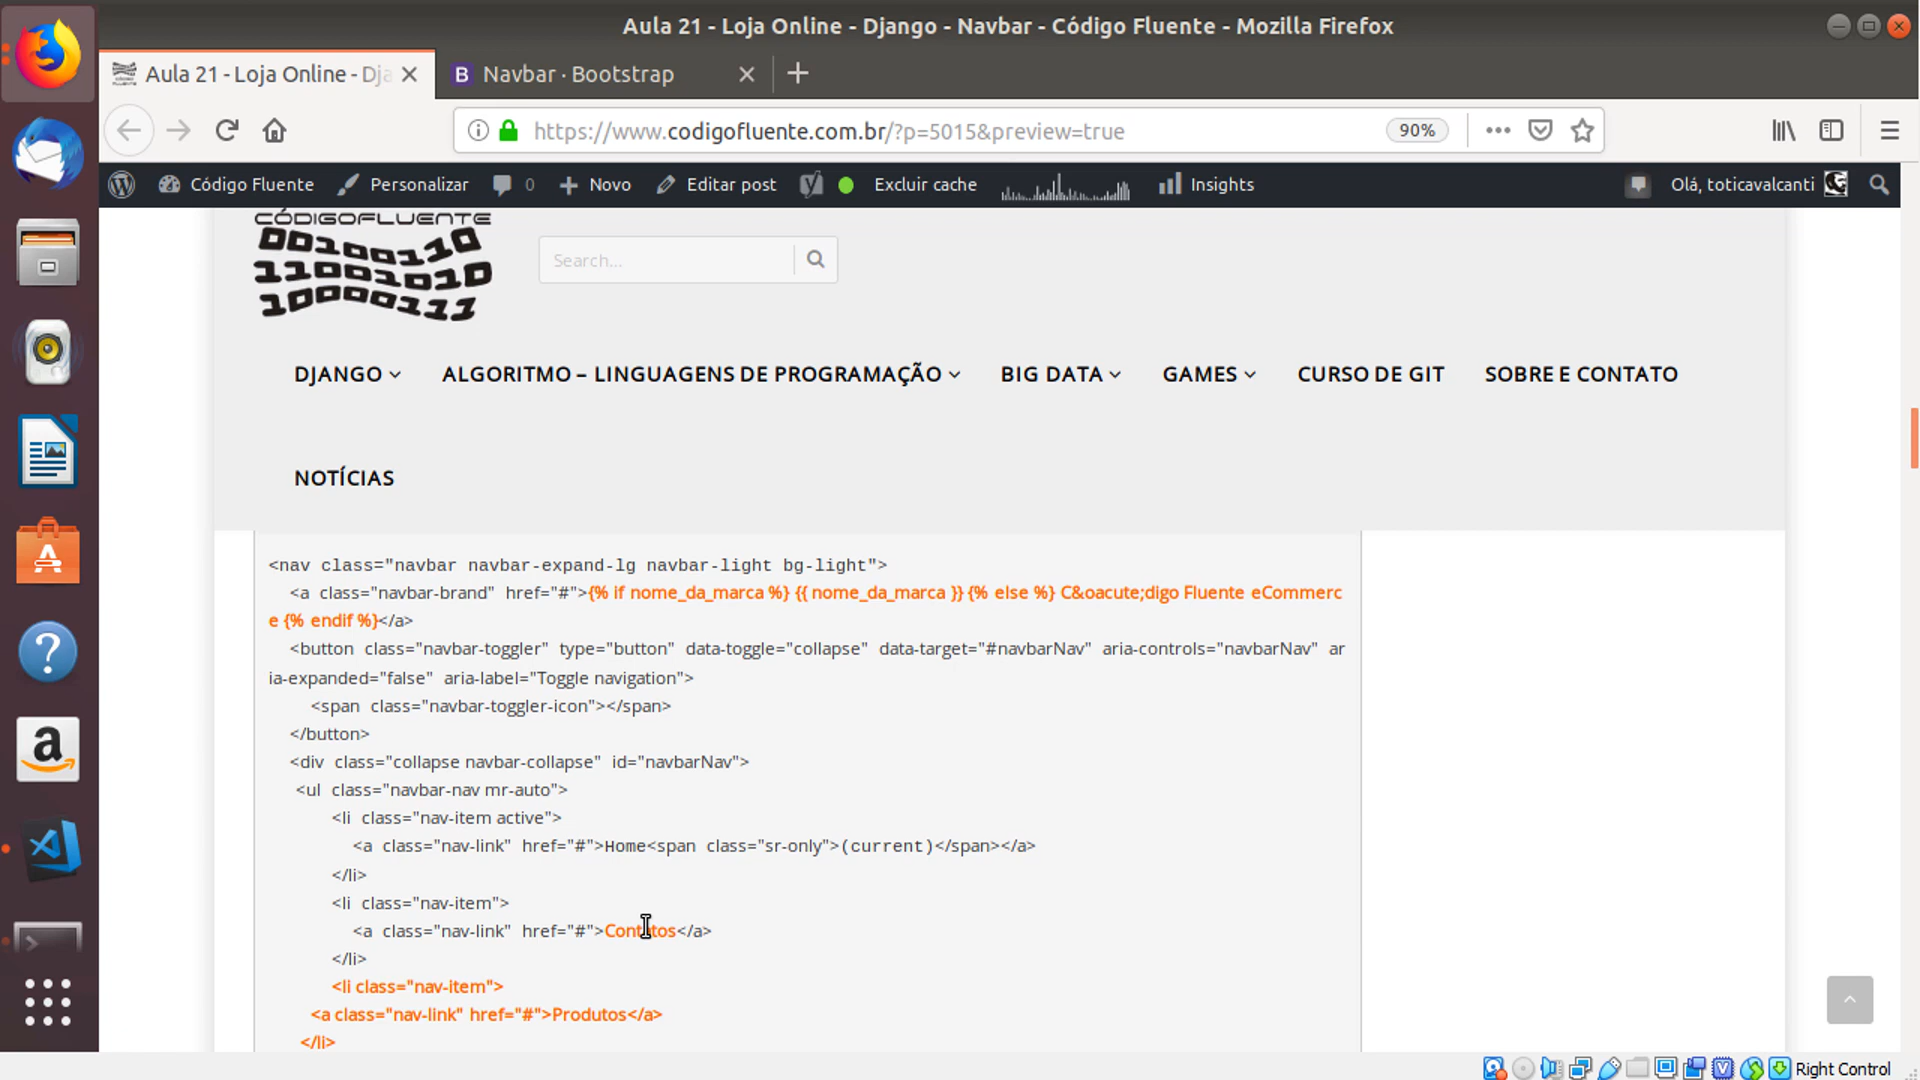 Aula 21 - Loja Online - Django - Navbar - Código Fluente - Mozilla Firefox
Aula 21 - Loja Online - Dja
Navbar · Bootstrap
https://www.codigofluente.com.br/?p=5015&preview=true
90%
Código Fluente
Personalizar
0
Novo
Editar post
Excluir cache
Insights
Olá, toticavalcanti
CÓDIGOFLUENTE
00100110
11001010
10000111
Search...
DJANGO
ALGORITMO – LINGUAGENS DE PROGRAMAÇÃO
BIG DATA
GAMES
CURSO DE GIT
SOBRE E CONTATO
NOTÍCIAS
<nav class="navbar navbar-expand-lg navbar-light bg-light">
<a class="navbar-brand" href="#">{% if nome_da_marca %} {{ nome_da_marca }} {% else %} C&oacute;digo Fluente eCommerc
e {% endif %}</a>
<button class="navbar-toggler" type="button" data-toggle="collapse" data-target="#navbarNav" aria-controls="navbarNav" ar
ia-expanded="false" aria-label="Toggle navigation">
<span class="navbar-toggler-icon"></span>
</button>
<div class="collapse navbar-collapse" id="navbarNav">
<ul class="navbar-nav mr-auto">
<li class="nav-item active">
<a class="nav-link" href="#">Home<span class="sr-only">(current)</span></a>
</li>
<li class="nav-item">
<a class="nav-link" href="#">Contatos</a>
</li>
<li class="nav-item">
<a class="nav-link" href="#">Produtos</a>
</li>
Right Control